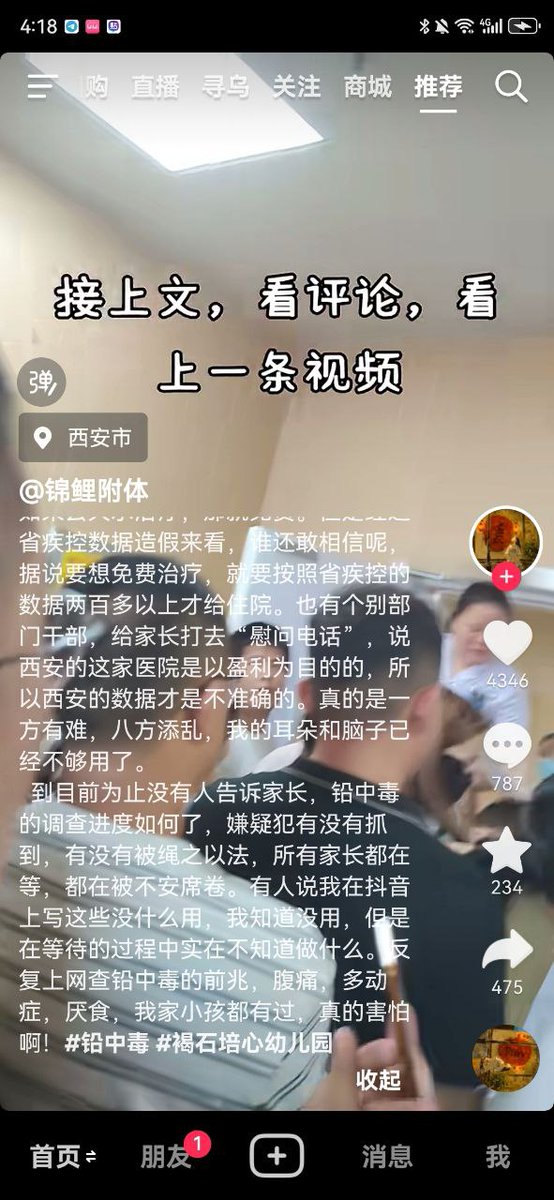 4:18
4G
购 直播 寻乌 关注 商城 推荐
接上文，看评论，看
上一条视频
弹
西安市
@锦鲤附体
省疾控数据造假来看，谁还敢相信呢，
据说要想免费治疗，就要按照省疾控的
数据两百多以上才给住院。也有个别部
门干部，给家长打去“慰问电话”，说
西安的这家医院是以盈利为目的的，所
以西安的数据才是不准确的。真的是一
方有难，八方添乱，我的耳朵和脑子已
经不够用了。
到目前为止没有人告诉家长，铅中毒
的调查进度如何了，嫌疑犯有没有抓
到，有没有被绳之以法，所有家长都在
等，都在被不安席卷。有人说我在抖音
上写这些没什么用，我知道没用，但是
在等待的过程中实在不知道做什么。反
复上网查铅中毒的前兆，腹痛，多动
症，厌食，我家小孩都有过，真的害怕
啊！#铅中毒 #褐石培心幼儿园
收起
4346
787
234
475
首页 朋友 1 消息 我